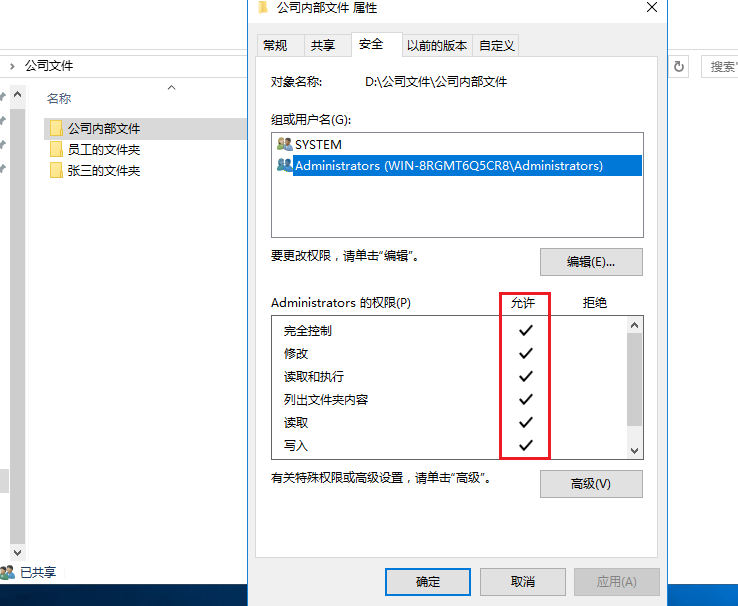 公司内部文件 属性
公司文件
搜索"
名称
公司内部文件
员工的文件夹
张三的文件夹
常规 共享 安全 以前的版本 自定义
对象名称: D:\公司文件\公司内部文件
组或用户名(G):
SYSTEM
Administrators (WIN-8RGMT6Q5CR8\Administrators)
要更改权限，请单击"编辑"。
编辑(E)...
Administrators 的权限(P) 允许 拒绝
完全控制
修改
读取和执行
列出文件夹内容
读取
写入
有关特殊权限或高级设置，请单击"高级"。
高级(V)
已共享
确定 取消 应用(A)